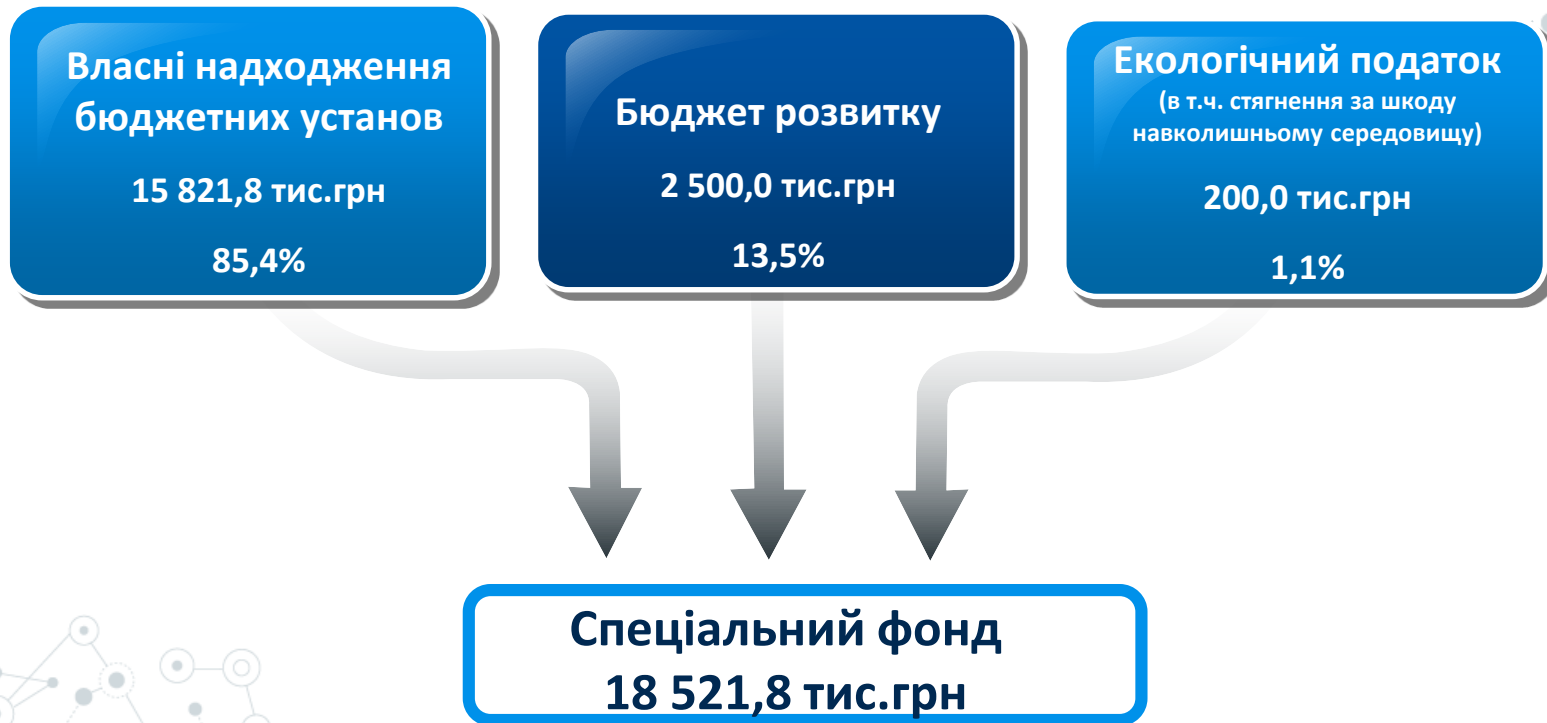 Власні надходження
бюджетних установ
15 821,8 тис.грн
85,4%
Бюджет розвитку
2 500,0 тис.грн
13,5%
Екологічний податок
(в т.ч. стягнення за шкоду
навколишньому середовищу)
200,0 тис.грн
1,1%
Спеціальний фонд
18 521,8 тис.грн